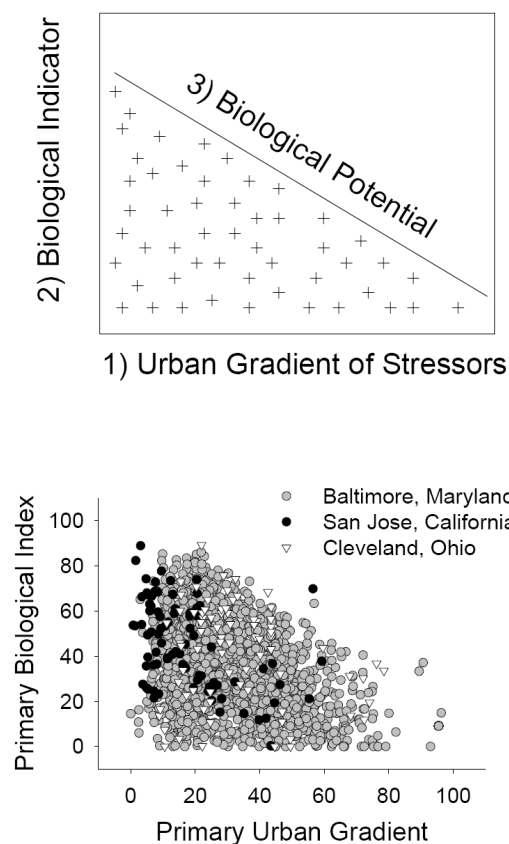 2) Biological Indicator
3) Biological Potential
1) Urban Gradient of Stressors
Baltimore, Maryland
San Jose, California
Cleveland, Ohio
Primary Biological Index
100
80
60
40
20
0
0 20 40 60 80 100
Primary Urban Gradient